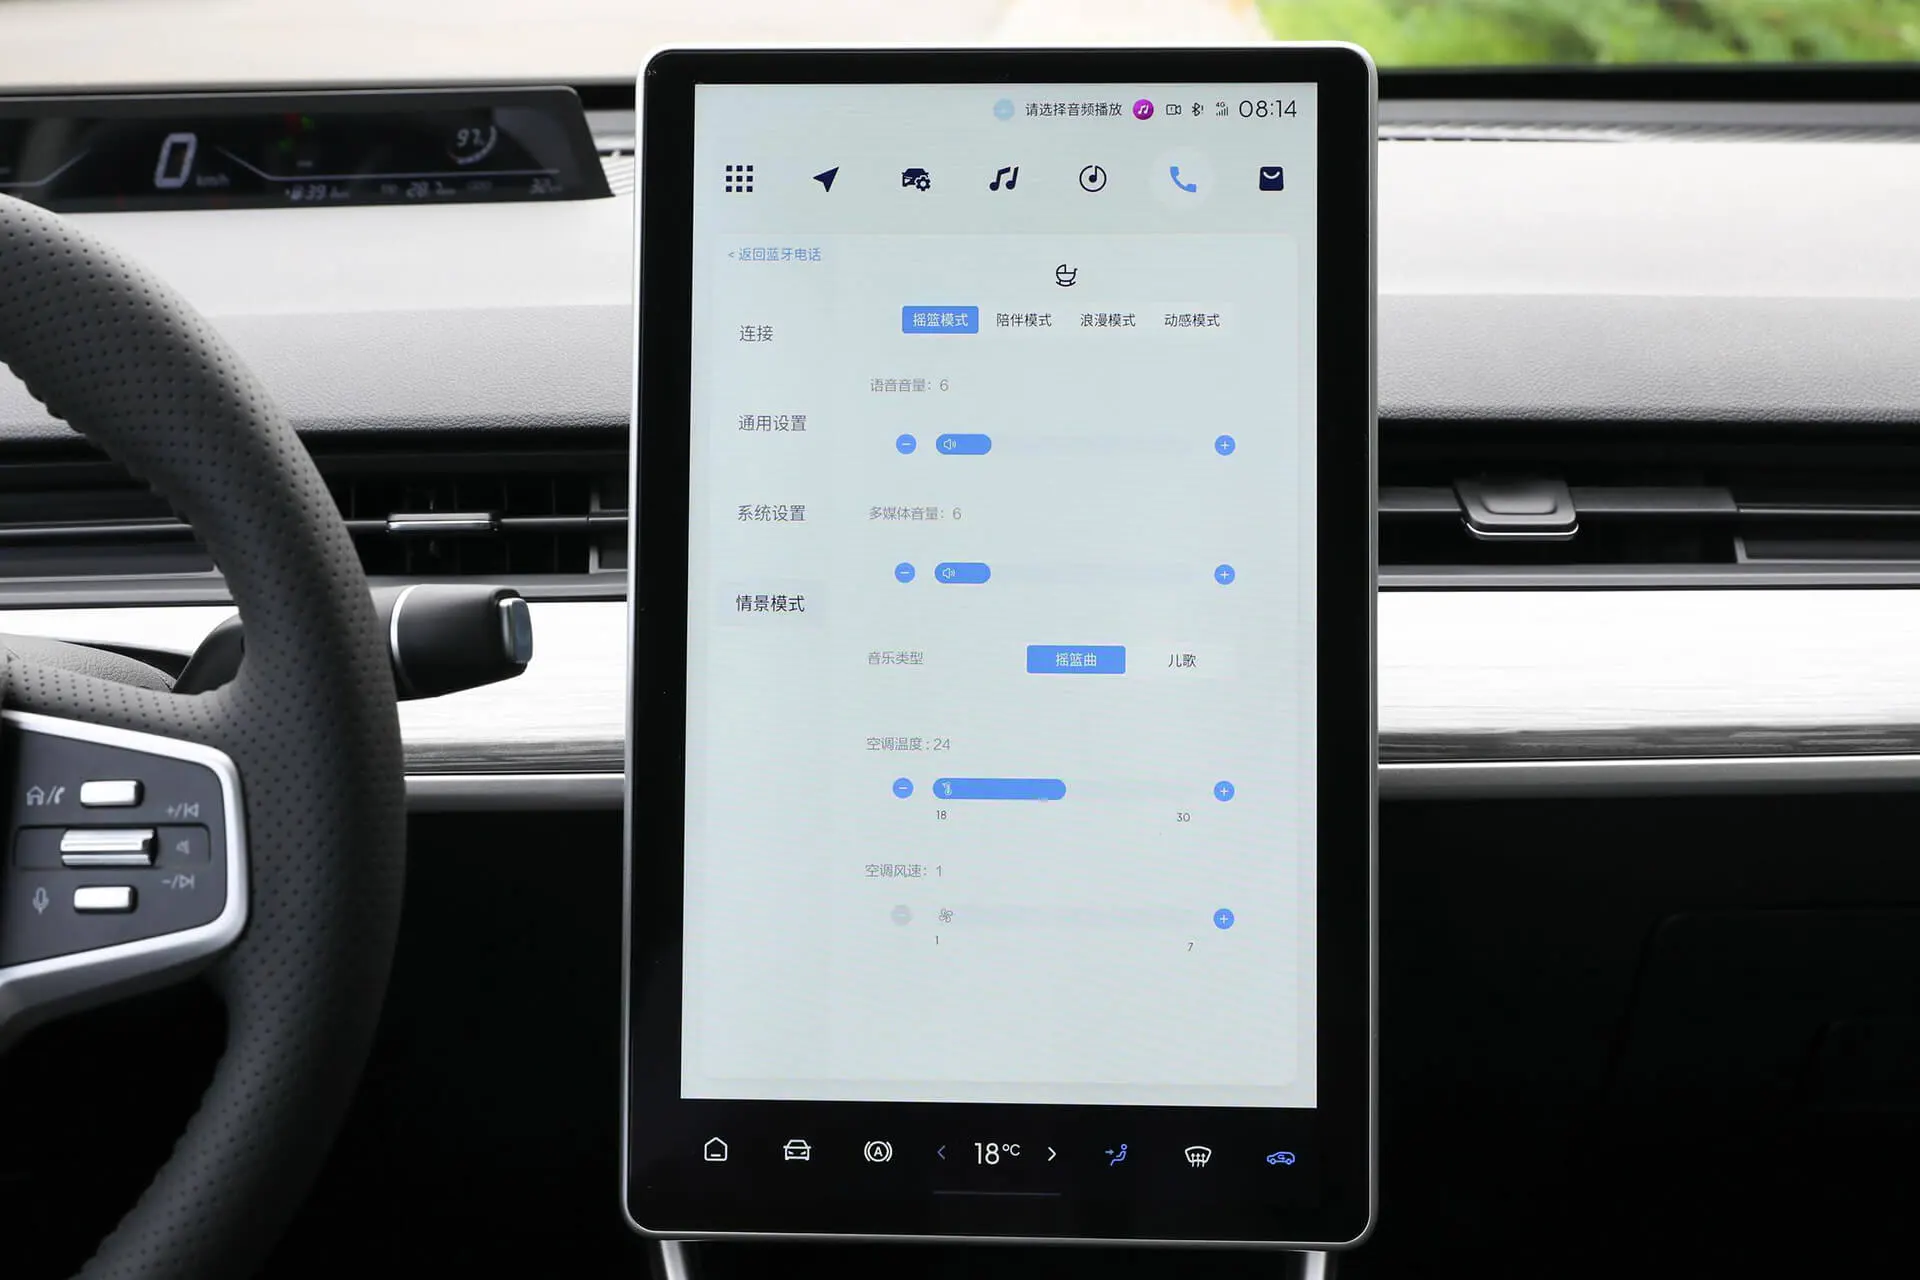 请选择音频播放 4G 08:14
0 km/h
97
< 返回蓝牙电话
连接
通用设置
系统设置
情景模式
摇篮模式 陪伴模式 浪漫模式 动感模式
语音音量：6
多媒体音量：6
音乐类型 摇篮曲 儿歌
空调温度：24
18 30
空调风速：1
1 7
A
18°C